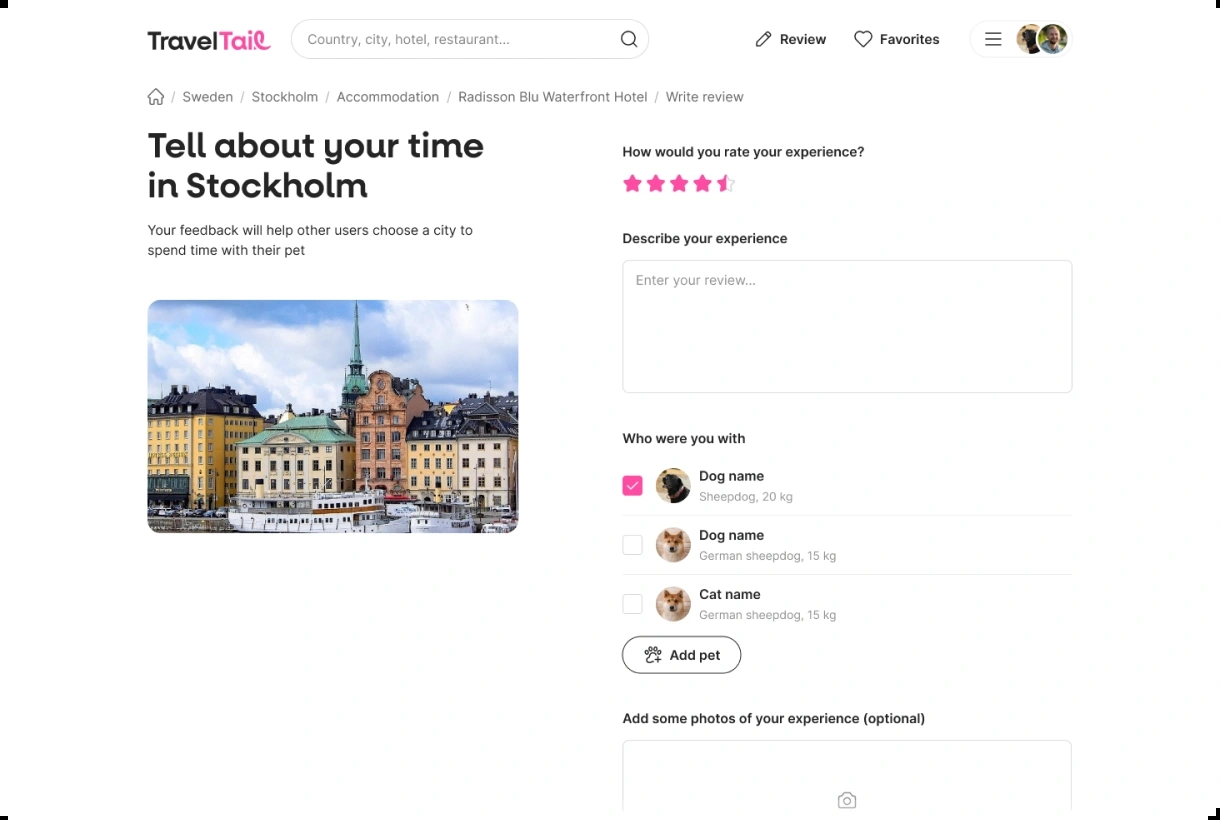 TravelTail
Country, city, hotel, restaurant...
Review
Favorites
/ Sweden / Stockholm / Accommodation / Radisson Blu Waterfront Hotel / Write review
Tell about your time
in Stockholm
Your feedback will help other users choose a city to
spend time with their pet
How would you rate your experience?
Describe your experience
Enter your review...
Who were you with
Dog name
Sheepdog, 20 kg
Dog name
German sheepdog, 15 kg
Cat name
German sheepdog, 15 kg
Add pet
Add some photos of your experience (optional)